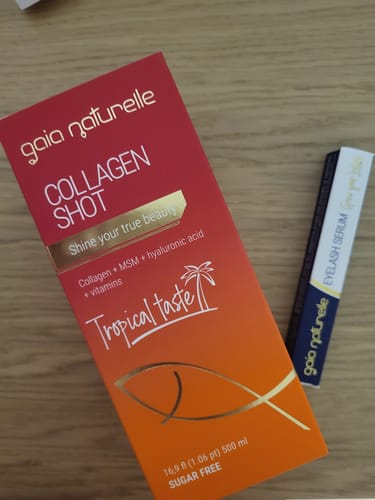 gaia naturelle
COLLAGEN
SHOT
Shine your true beauty
Collagen + MSM + hyaluronic acid
+ vitamins
Tropical taste
16,9 fl (1.06 pt) 500 ml
SUGAR FREE
gaia naturelle
EYELASH SERUM